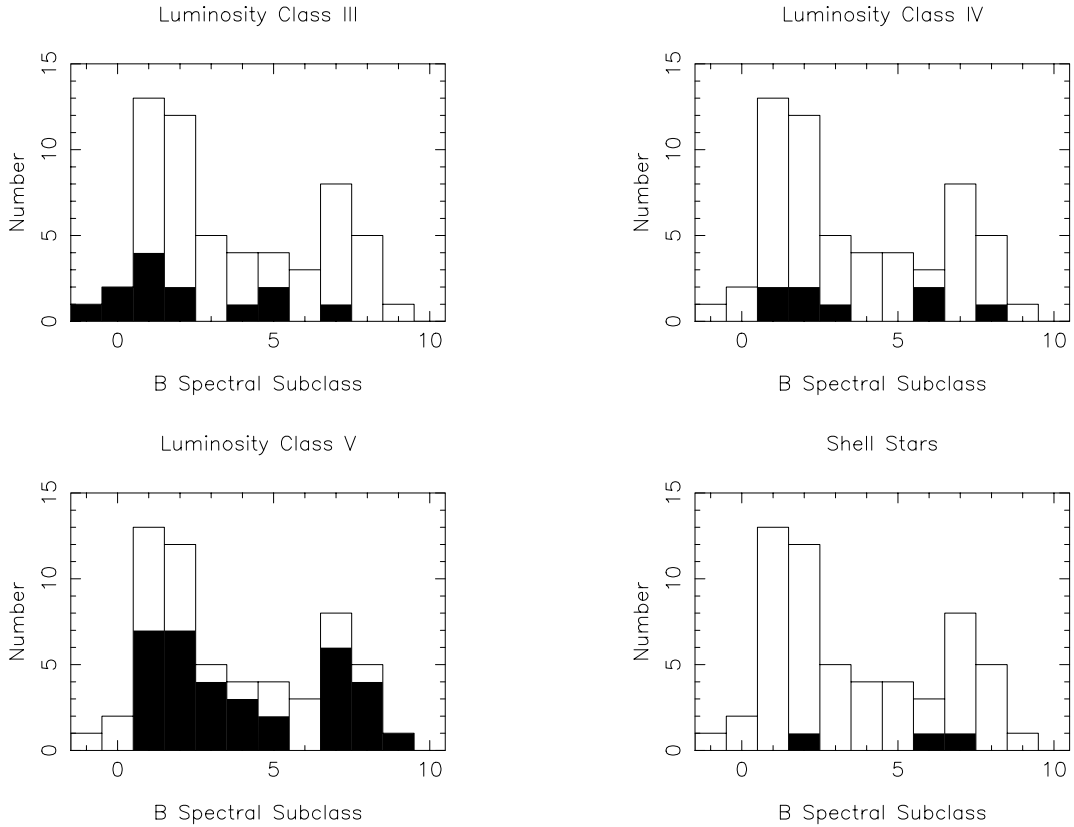 Luminosity Class III
15
10
5
0
Number
0 5 10
B Spectral Subclass
Luminosity Class IV
15
10
5
0
Number
0 5 10
B Spectral Subclass
Luminosity Class V
15
10
5
0
Number
0 5 10
B Spectral Subclass
Shell Stars
15
10
5
0
Number
0 5 10
B Spectral Subclass